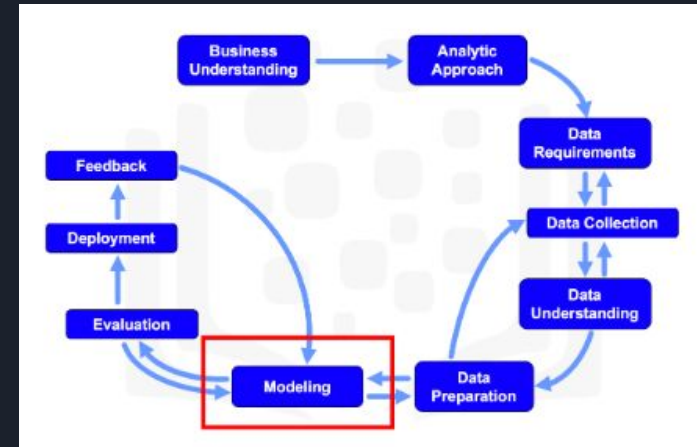 Business
Understanding
Analytic
Approach
Data
Requirements
Feedback
Data Collection
Deployment
Data
Understanding
Evaluation
Modeling
Data
Preparation